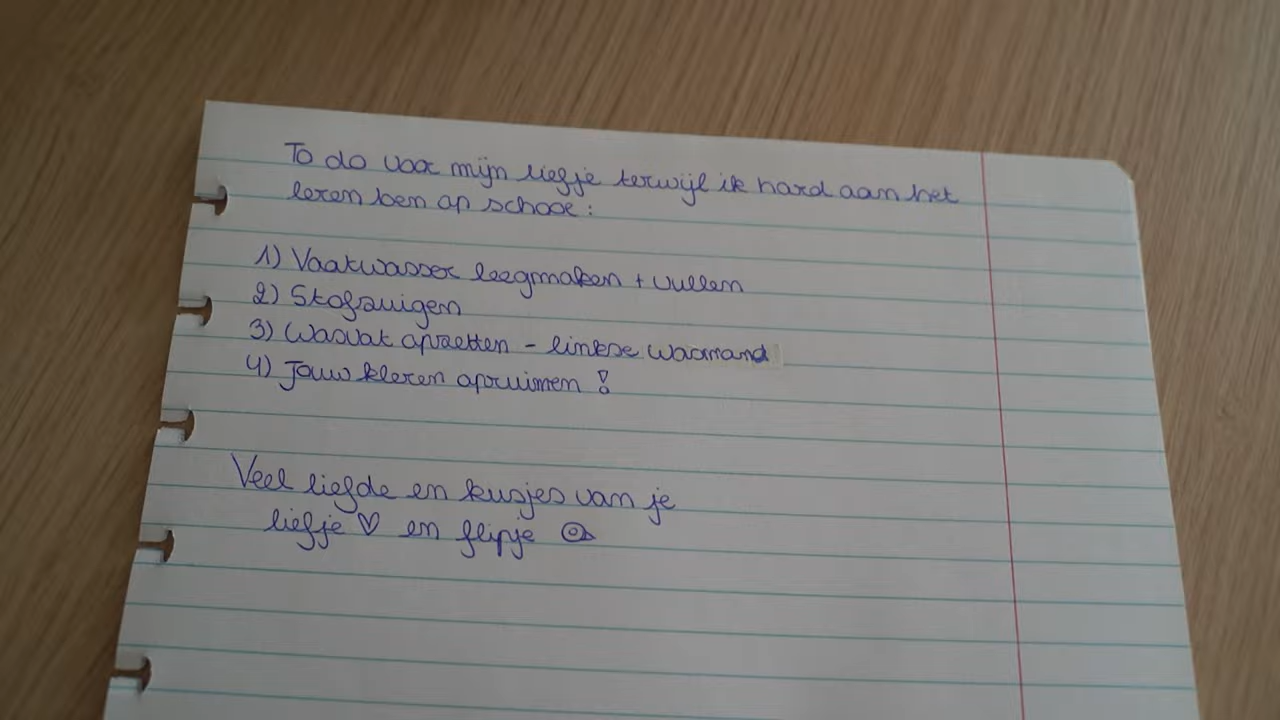 To do voor mijn liefje terwijl ik hard aan het
leren ben op school:
1) Vaatwasser leegmaken + vullen
2) Stofzuigen
3) Wasvat opzetten - linkse wasmand
4) Jouw kleren opruimen !
Veel liefde en kusjes van je
liefje ♡ en flipje